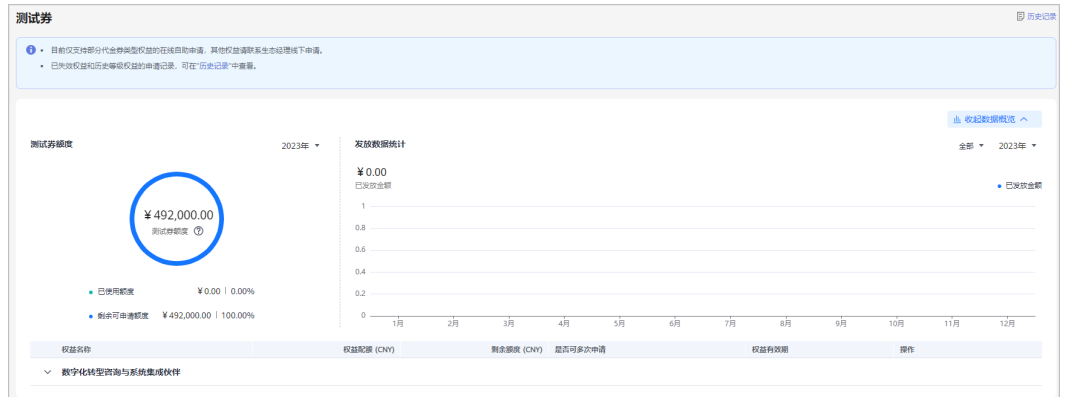 测试券
历史记录
目前仅支持部分代金券类型权益的在线自助申请，其他权益请联系生态经理线下申请。
已失效权益和历史等级权益的申请记录，可在"历史记录"中查看。
收起数据概览
测试券额度
2023年
¥ 492,000.00
测试券额度
已使用额度 ¥ 0.00 | 0.00%
剩余可申请额度 ¥ 492,000.00 | 100.00%
发放数据统计
全部 2023年
¥ 0.00
已发放金额
已发放金额
1
0.8
0.6
0.4
0.2
0
1月 2月 3月 4月 5月 6月 7月 8月 9月 10月 11月 12月
权益名称 权益配额 (CNY) 剩余额度 (CNY) 是否可多次申请 权益有效期 操作
数字化转型咨询与系统集成伙伴